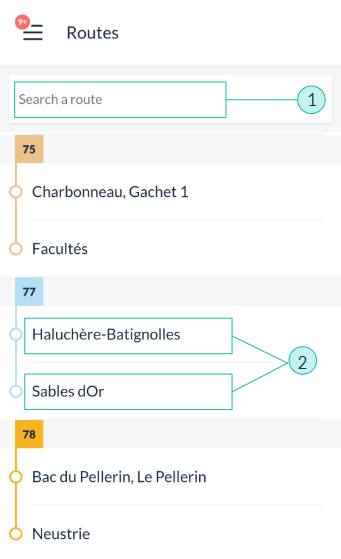 9+
Routes
Search a route
1
75
Charbonneau, Gachet 1
Facultés
77
Haluchère-Batignolles
2
Sables dOr
78
Bac du Pellerin, Le Pellerin
Neustrie